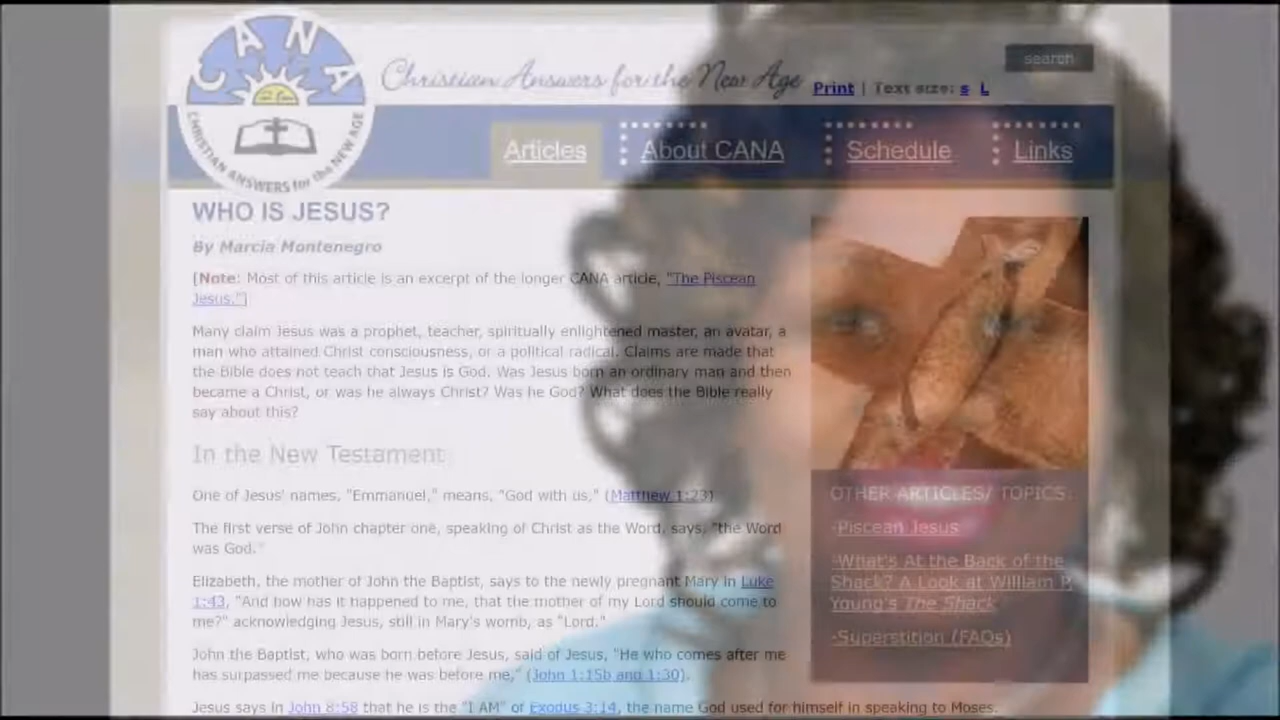 CANA
CHRISTIAN ANSWERS for the NEW AGE
Christian Answers for the New Age
search
Print | Text size: s L
Articles
About CANA
Schedule
Links
WHO IS JESUS?
By Marcia Montenegro
[Note: Most of this article is an excerpt of the longer CANA article, "The Piscean
Jesus."]
Many claim Jesus was a prophet, teacher, spiritually enlightened master, an avatar, a
man who attained Christ consciousness, or a political radical. Claims are made that
the Bible does not teach that Jesus is God. Was Jesus born an ordinary man and then
became a Christ, or was he always Christ? Was he God? What does the Bible really
say about this?
In the New Testament
One of Jesus' names, "Emmanuel," means, "God with us," (Matthew 1:23)
The first verse of John chapter one, speaking of Christ as the Word, says, "the Word
was God."
Elizabeth, the mother of John the Baptist, says to the newly pregnant Mary in Luke
1:43, "And how has it happened to me, that the mother of my Lord should come to
me?" acknowledging Jesus, still in Mary's womb, as "Lord."
John the Baptist, who was born before Jesus, said of Jesus, "He who comes after me
has surpassed me because he was before me," (John 1:15b and 1:30).
Jesus says in John 8:58 that he is the "I AM" of Exodus 3:14, the name God used for himself in speaking to Moses.
OTHER ARTICLES/ TOPICS:
-Piscean Jesus
-What's At the Back of the
Shack? A Look at William P.
Young's The Shack
-Superstition (FAQs)